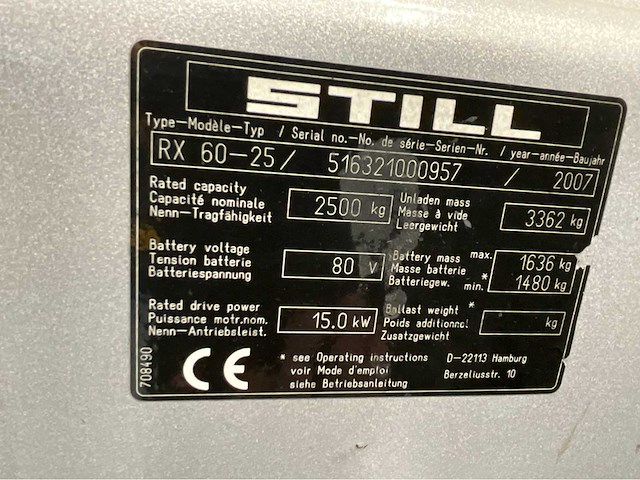 STILL
Type-Modèle-Typ / Serial no.-No. de série-Serien-Nr. / year-année-Baujahr
RX 60-25 / 516321000957 / 2007
Rated capacity
Capacité nominale
Nenn-Tragfähigkeit
2500 kg
Unladen mass
Masse à vide
Leergewicht
3362 kg
Battery voltage
Tension batterie
Batteriespannung
80 V
Battery mass max.
Masse batterie *
Batteriegew. min.
1636 kg
1480 kg
Rated drive power
Puissance motr.nom.
Nenn-Antriebsleist.
15.0 kW
Ballast weight *
Poids additionnel
Zusatzgewicht
kg
708490
CE
* see Operating instructions
voir Mode d'emploi
siehe Betriebsanleitung
D-22113 Hamburg
Berzeliusstr. 10